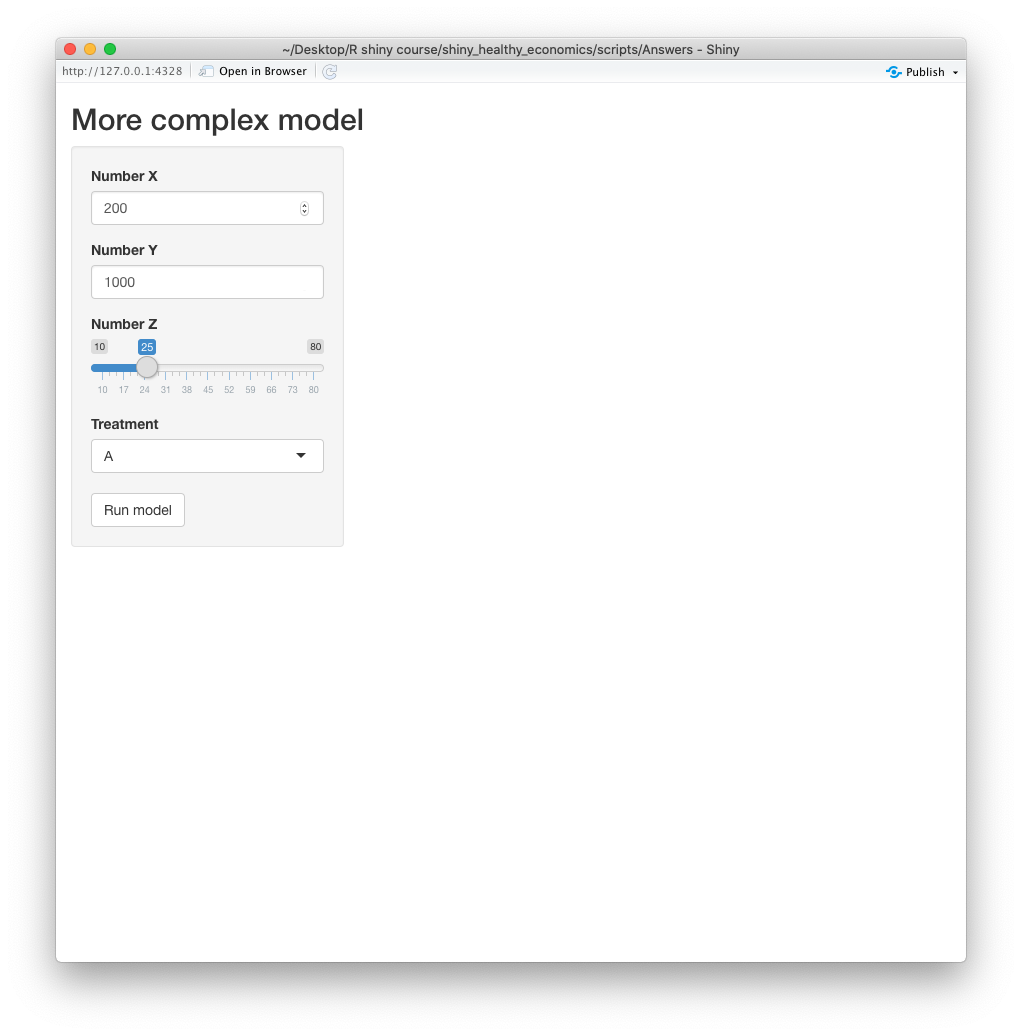 ~/Desktop/R shiny course/shiny_healthy_economics/scripts/Answers - Shiny
http://127.0.0.1:4328 Open in Browser Publish
More complex model
Number X
200
Number Y
1000
Number Z
10 25 80
10 17 24 31 38 45 52 59 66 73 80
Treatment
A
Run model